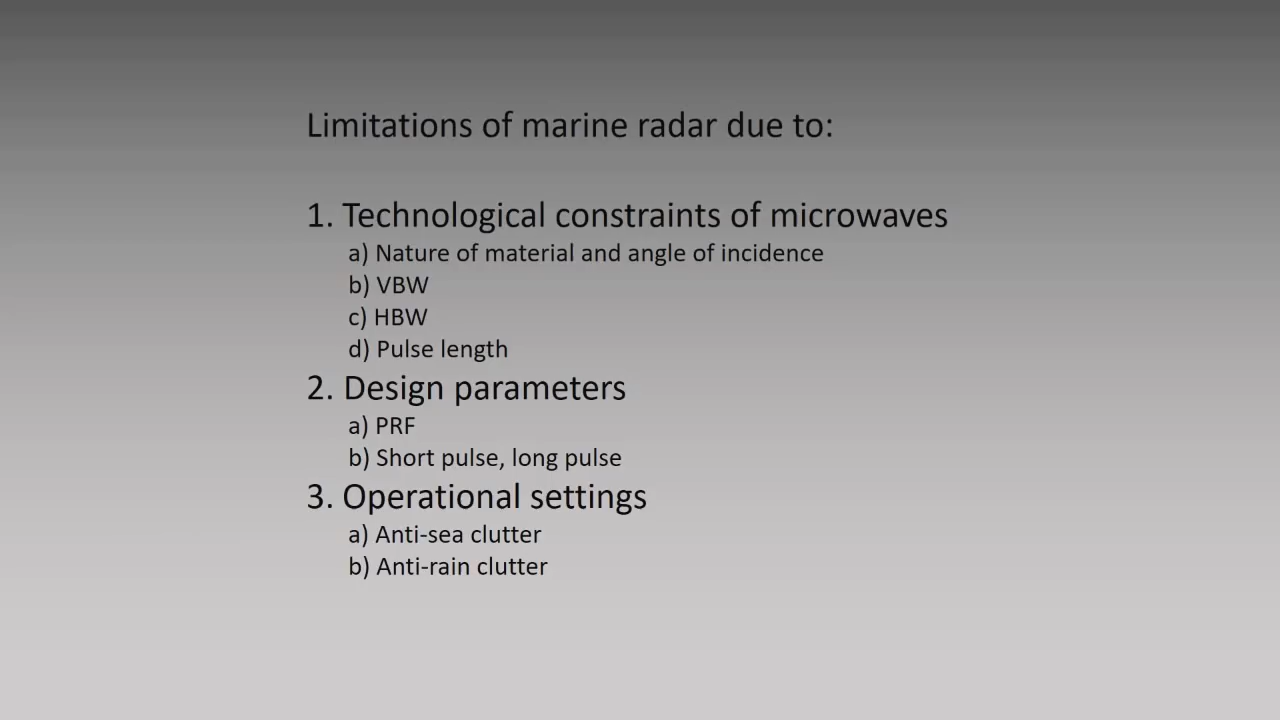 Limitations of marine radar due to:
1. Technological constraints of microwaves
a) Nature of material and angle of incidence
b) VBW
c) HBW
d) Pulse length
2. Design parameters
a) PRF
b) Short pulse, long pulse
3. Operational settings
a) Anti-sea clutter
b) Anti-rain clutter